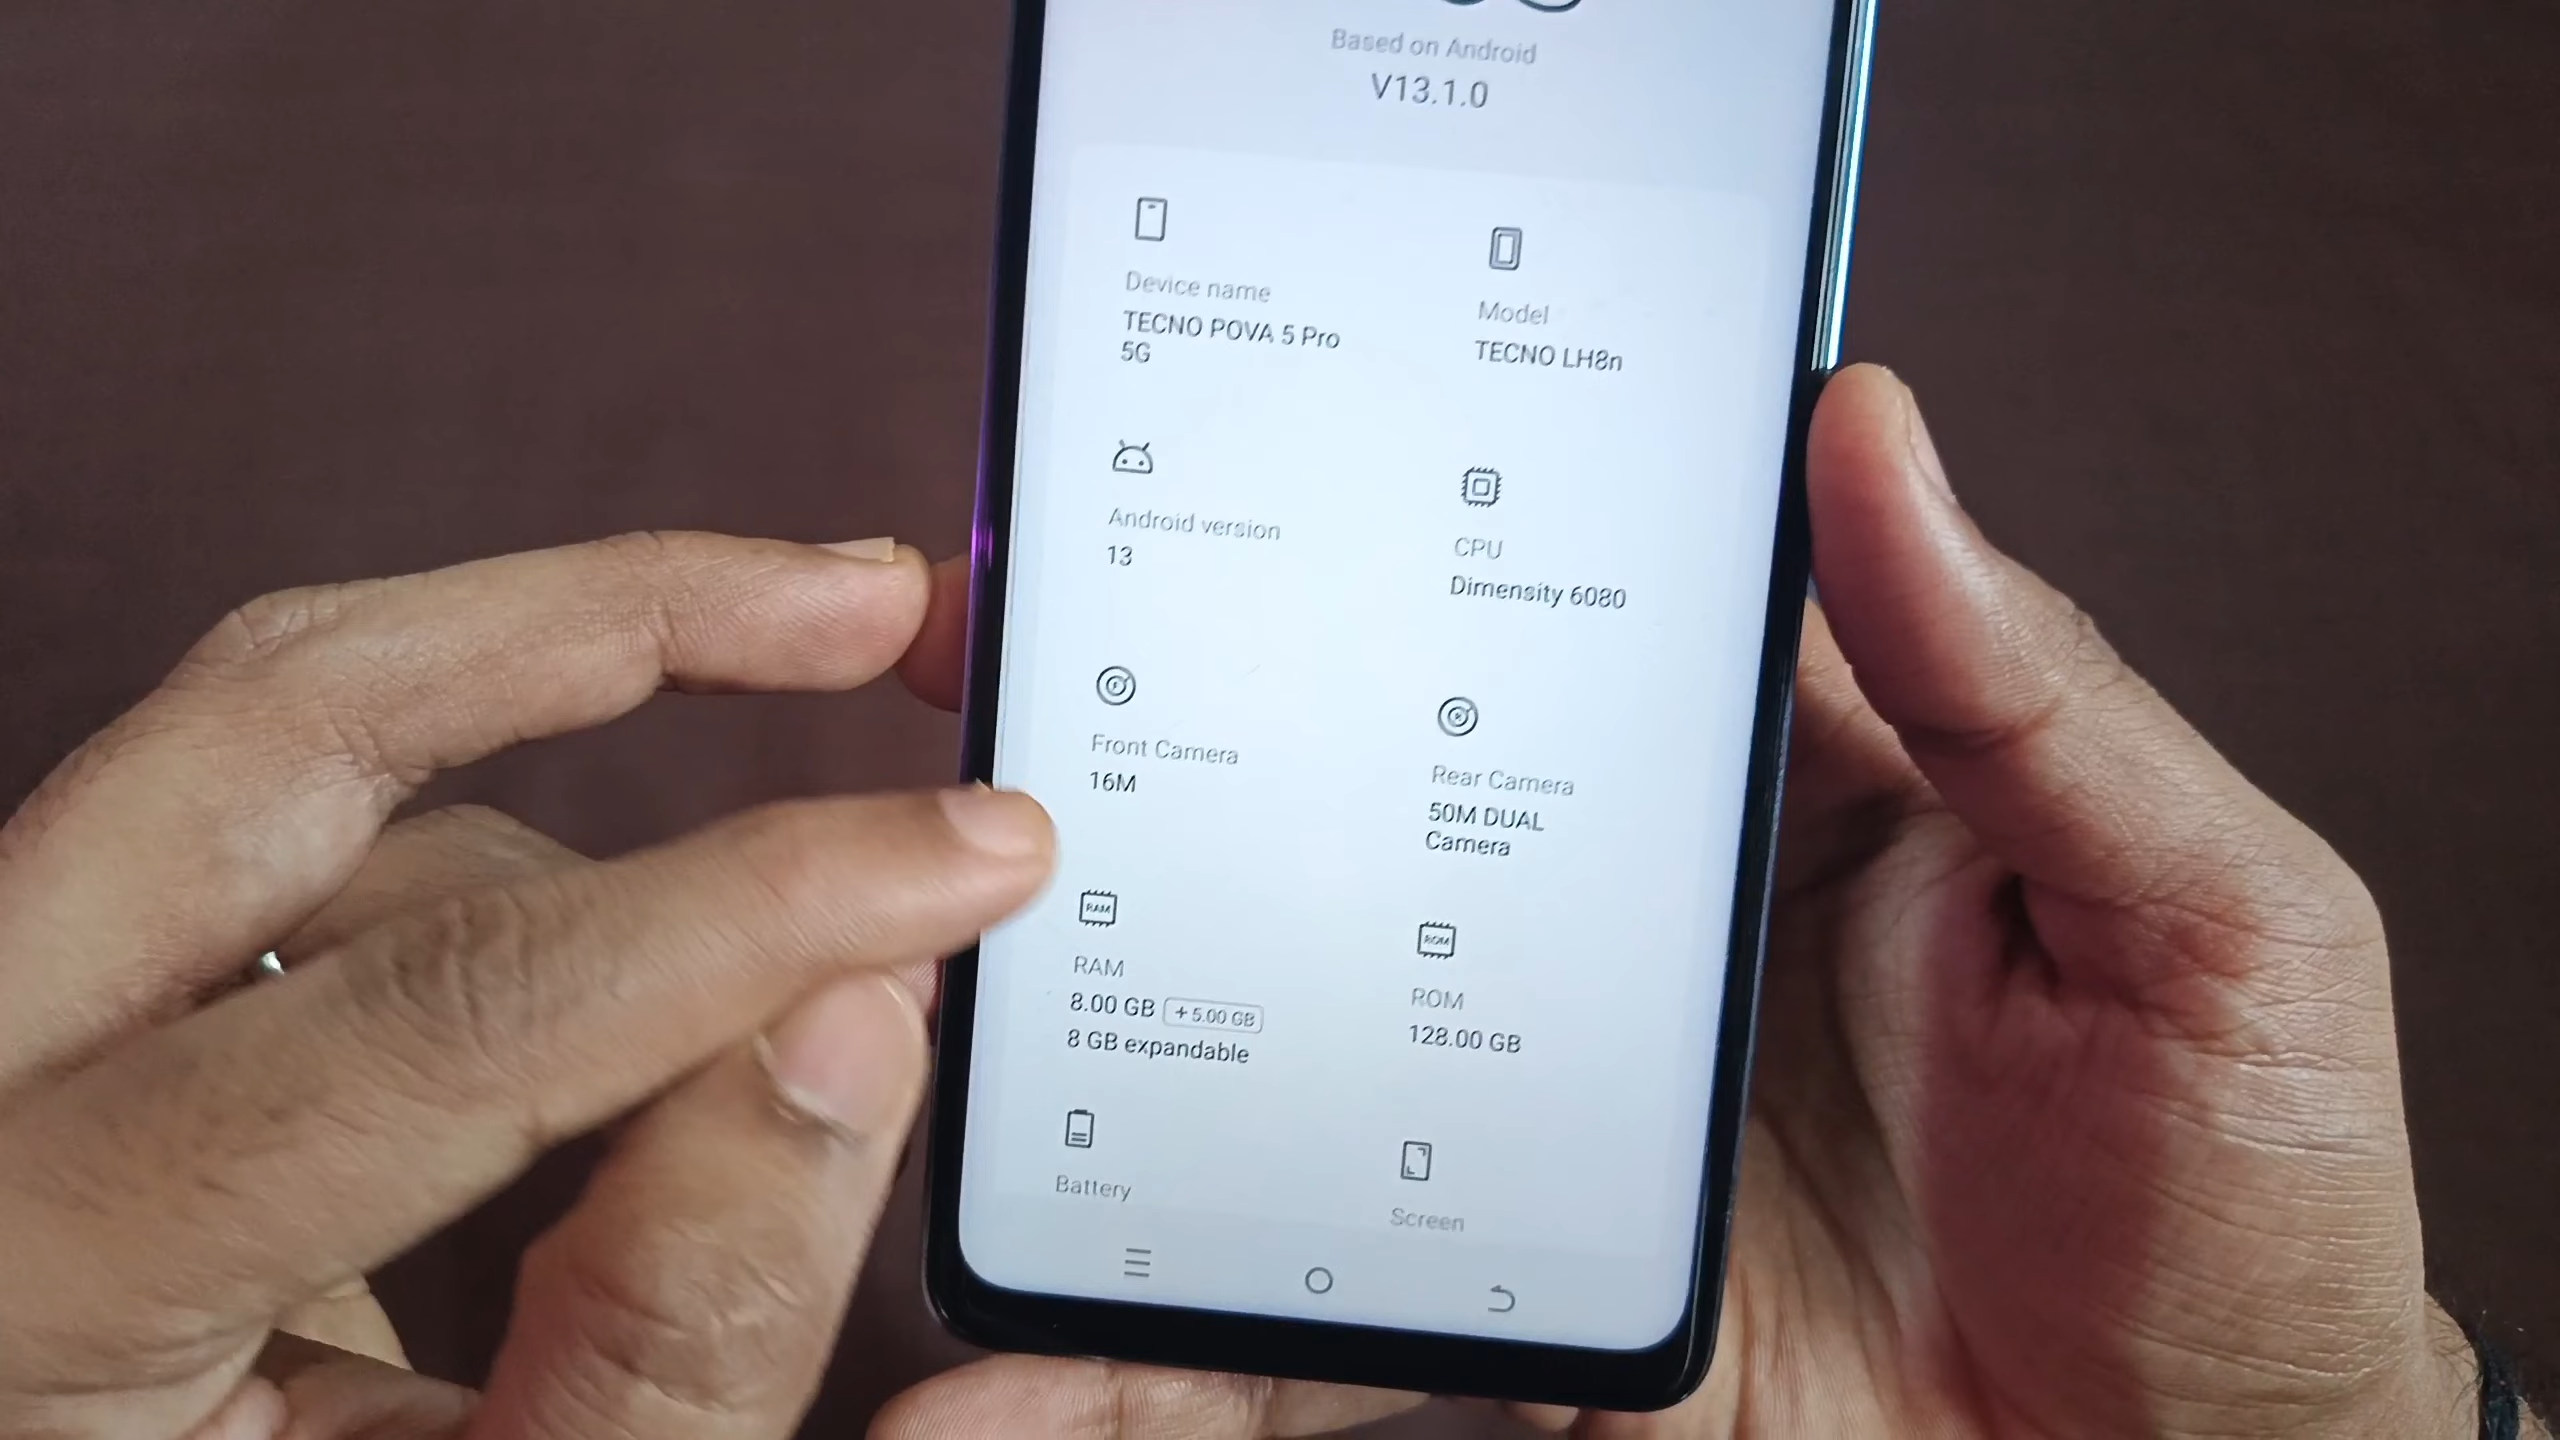 Based on Android
V13.1.0
Device name
TECNO POVA 5 Pro
5G
Model
TECNO LH8n
Android version
13
CPU
Dimensity 6080
Front Camera
16M
Rear Camera
50M DUAL
Camera
RAM
RAM
8.00 GB +5.00 GB
8 GB expandable
ROM
ROM
128.00 GB
Battery
Screen